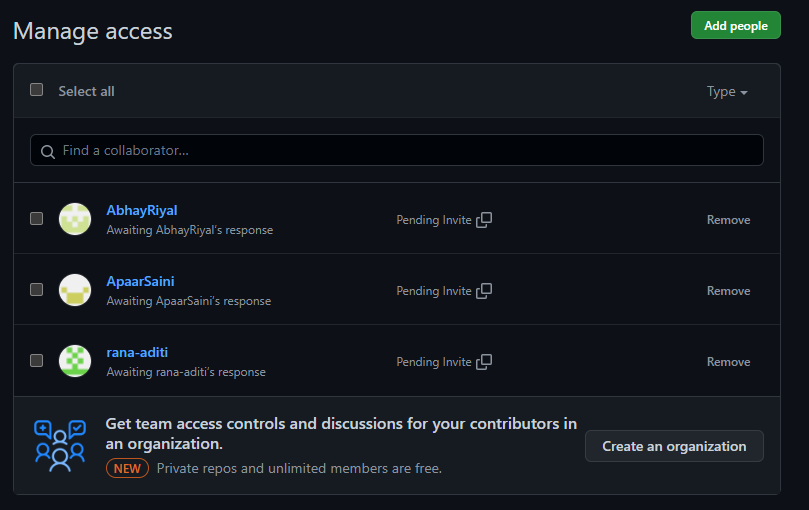 Manage access
Add people
Select all
Type
Find a collaborator...
AbhayRiyal
Awaiting AbhayRiyal's response
Pending Invite
Remove
ApaarSaini
Awaiting ApaarSaini's response
Pending Invite
Remove
rana-aditi
Awaiting rana-aditi's response
Pending Invite
Remove
Get team access controls and discussions for your contributors in
an organization.
Create an organization
NEW Private repos and unlimited members are free.